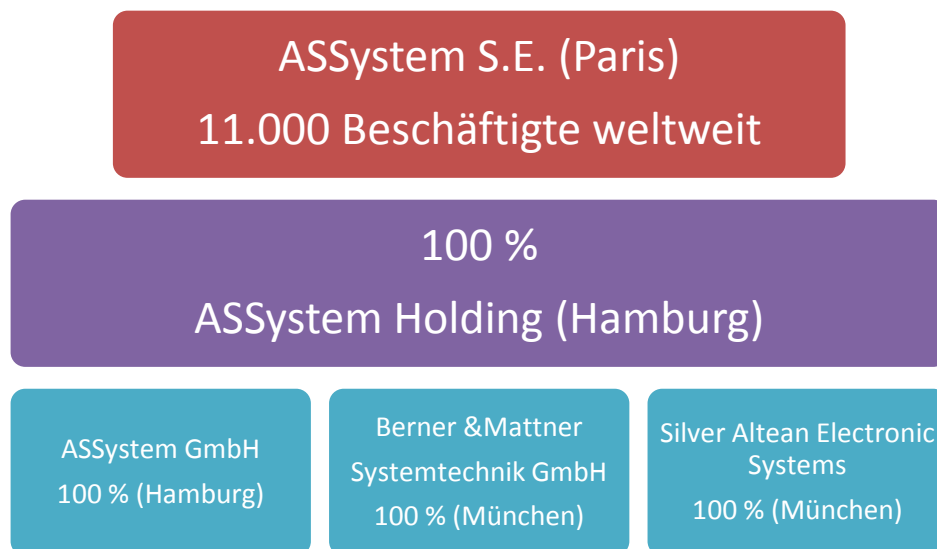 ASSystem S.E. (Paris)
11.000 Beschäftigte weltweit
100 %
ASSystem Holding (Hamburg)
ASSystem GmbH
100 % (Hamburg)
Berner &Mattner
Systemtechnik GmbH
100 % (München)
Silver Altean Electronic
Systems
100 % (München)